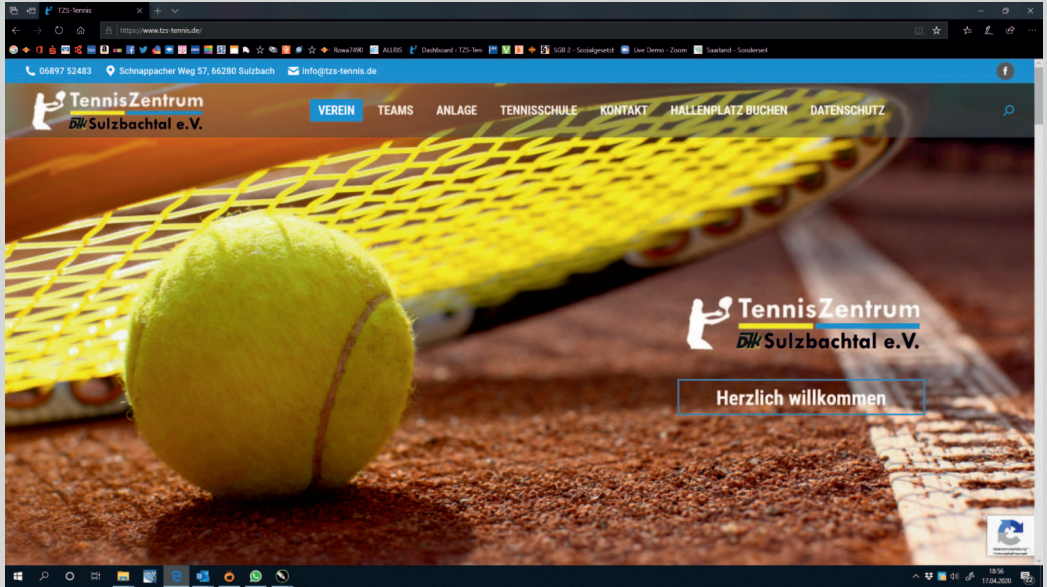 TZS-Tennis
https://www.tzs-tennis.de/
Rowa7490 ALLRIS Dashboard ‹ TZS-Ten SGB 2 - Sozialgesetzt Live Demo - Zoom Saarland - Sonderseit
06897 52483 Schnappacher Weg 57, 66280 Sulzbach info@tzs-tennis.de
TennisZentrum
DJK Sulzbachtal e.V.
VEREIN TEAMS ANLAGE TENNISSCHULE KONTAKT HALLENPLATZ BUCHEN DATENSCHUTZ
TennisZentrum
DJK Sulzbachtal e.V.
Herzlich willkommen
18:56
17.04.2020
22